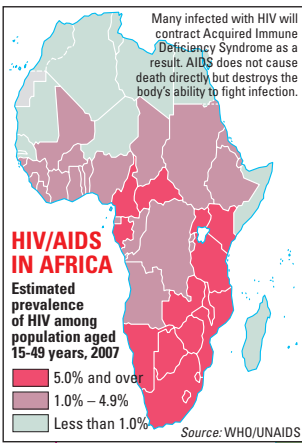 Many infected with HIV will
contract Acquired Immune
Deficiency Syndrome as a
result. AIDS does not cause
death directly but destroys the
body's ability to fight infection.
HIV/AIDS
IN AFRICA
Estimated
prevalence
of HIV among
population aged
15-49 years, 2007
5.0% and over
1.0% – 4.9%
Less than 1.0%
Source: WHO/UNAIDS